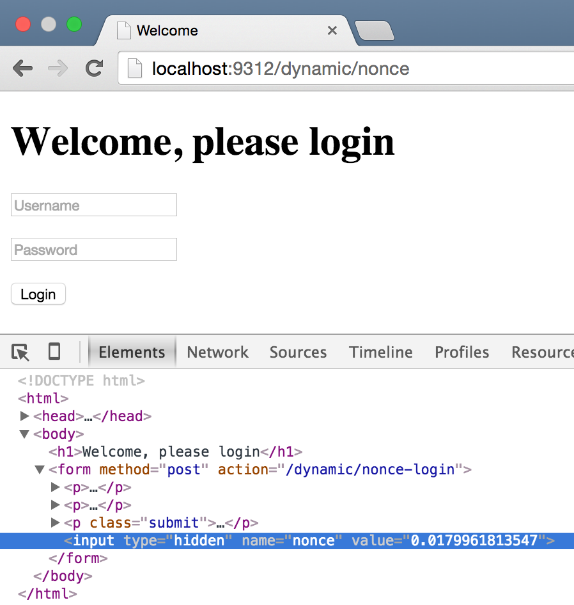 Welcome
localhost:9312/dynamic/nonce
Welcome, please login
Username
Password
Login
Elements Network Sources Timeline Profiles Resource
<!DOCTYPE html>
<html>
<head>…</head>
<body>
<h1>Welcome, please login</h1>
<form method="post" action="/dynamic/nonce-login">
<p>…</p>
<p>…</p>
<p class="submit">…</p>
<input type="hidden" name="nonce" value="0.0179961813547">
</form>
</body>
</html>